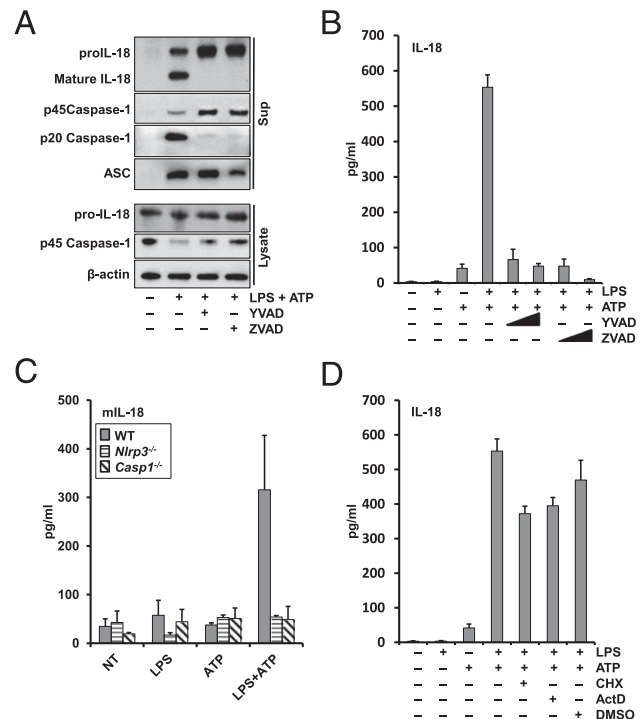 A
proIL-18
Mature IL-18
p45Caspase-1
p20 Caspase-1
ASC
Sup
pro-IL-18
p45 Caspase-1
β-actin
Lysate
– + + + LPS + ATP
– – + – YVAD
– – – + ZVAD
B
IL-18
pg/ml
700
600
500
400
300
200
100
0
– + – + + + + + LPS
– – + + + + + + ATP
– – – – – – YVAD
– – – – – – ZVAD
C
mIL-18
WT
Nlrp3-/-
Casp1-/-
pg/ml
500
400
300
200
100
0
NT
LPS
ATP
LPS+ATP
D
IL-18
pg/ml
700
600
500
400
300
200
100
0
– + – + + + + LPS
– – + + + + + ATP
– – – – + – – CHX
– – – – – + – ActD
– – – – – – + DMSO